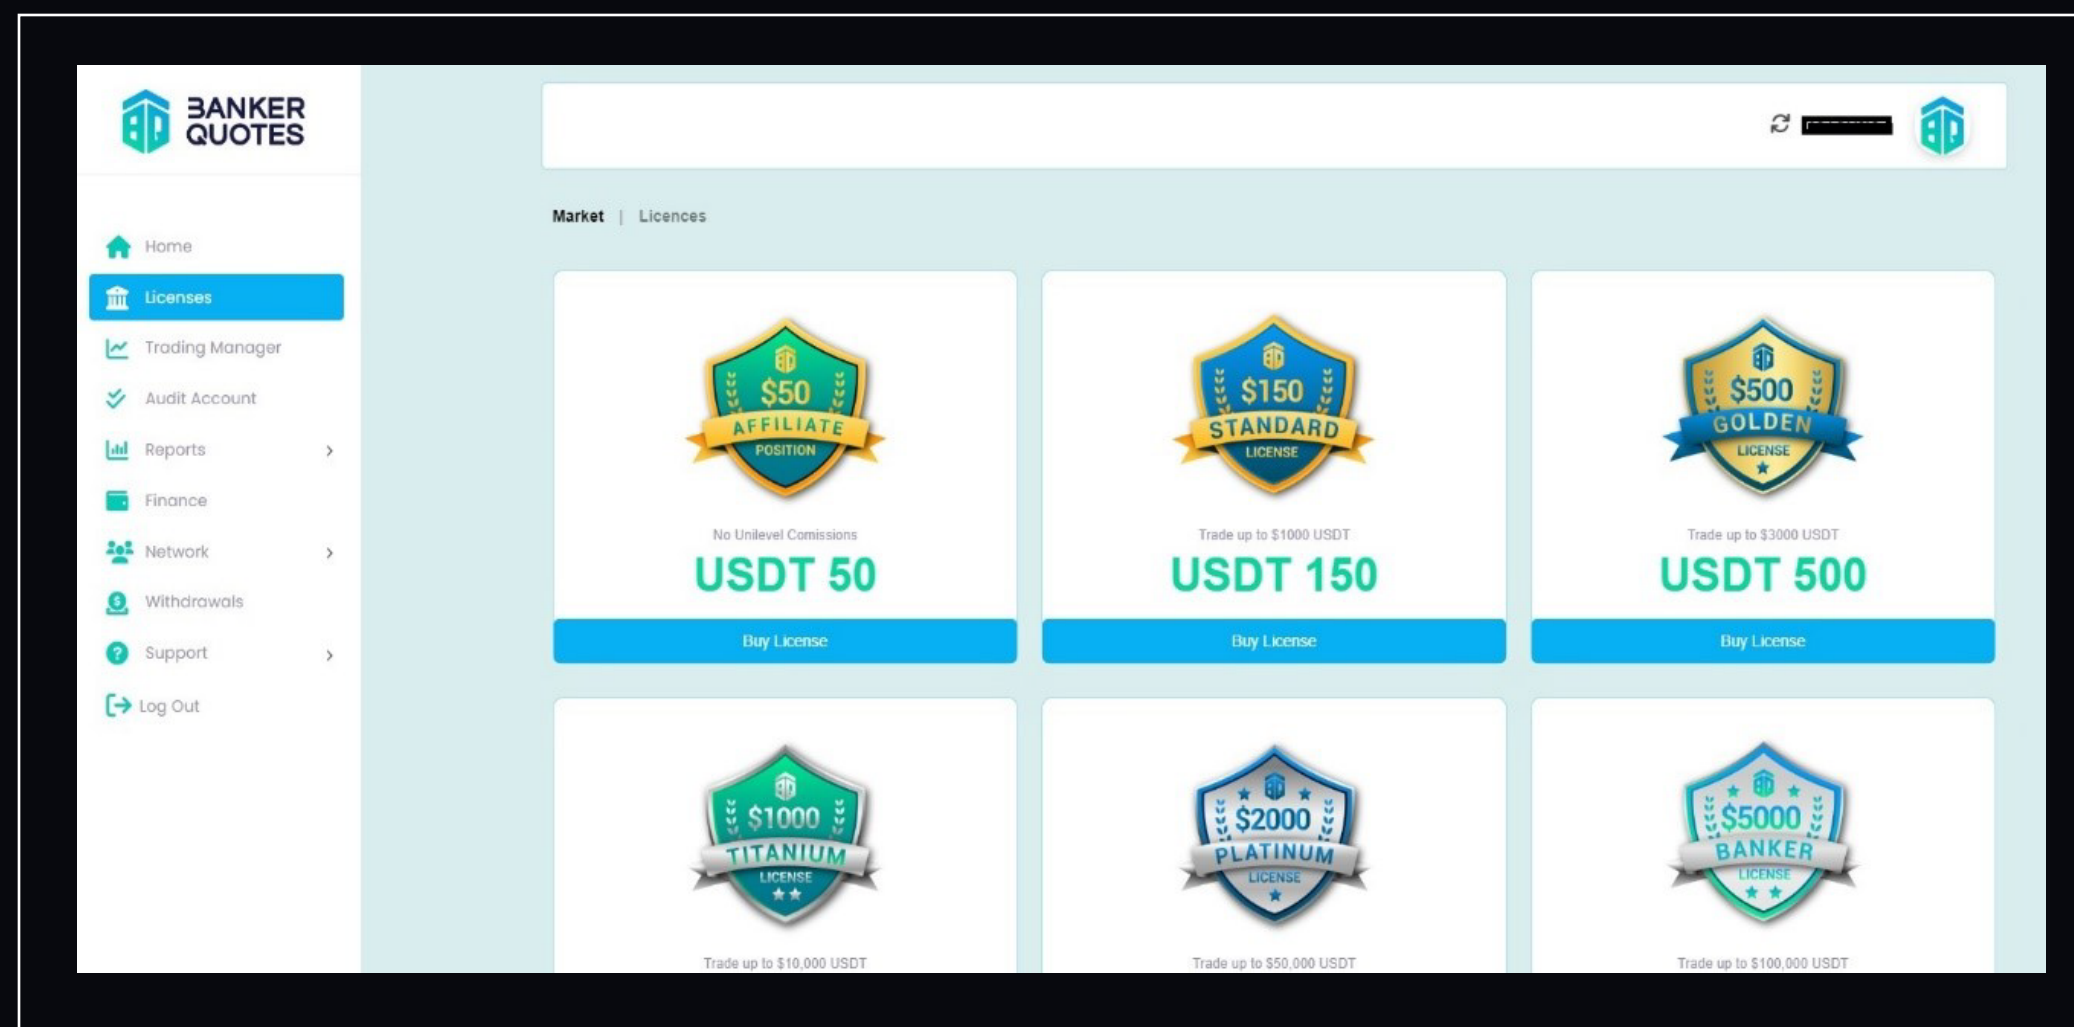 BANKER
QUOTES
Home
Licenses
Trading Manager
Audit Account
Reports
Finance
Network
Withdrawals
Support
Log Out
Market | Licences
$50
AFFILIATE
POSITION
No Unilevel Comissions
USDT 50
Buy License
$150
STANDARD
LICENSE
Trade up to $1000 USDT
USDT 150
Buy License
$500
GOLDEN
LICENSE
Trade up to $3000 USDT
USDT 500
Buy License
$1000
TITANIUM
LICENSE
Trade up to $10,000 USDT
$2000
PLATINUM
LICENSE
Trade up to $50,000 USDT
$5000
BANKER
LICENSE
Trade up to $100,000 USDT